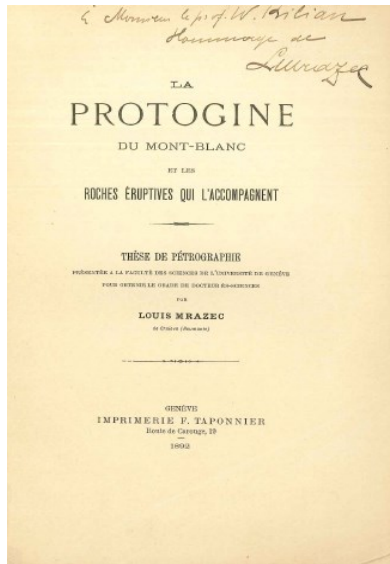 à Monsieur le prof. W. Kilian
Hommage de
LMrazec
LA
PROTOGINE
DU MONT-BLANC
ET LES
ROCHES ÉRUPTIVES QUI L'ACCOMPAGNENT
THÈSE DE PÉTROGRAPHIE
PRÉSENTÉE A LA FACULTÉ DES SCIENCES DE L'UNIVERSITÉ DE GENÈVE
POUR OBTENIR LE GRADE DE DOCTEUR ÈS-SCIENCES
PAR
LOUIS MRAZEC
de Craïova (Roumanie)
GENÈVE
IMPRIMERIE F. TAPONNIER
Route de Carouge, 19
1892